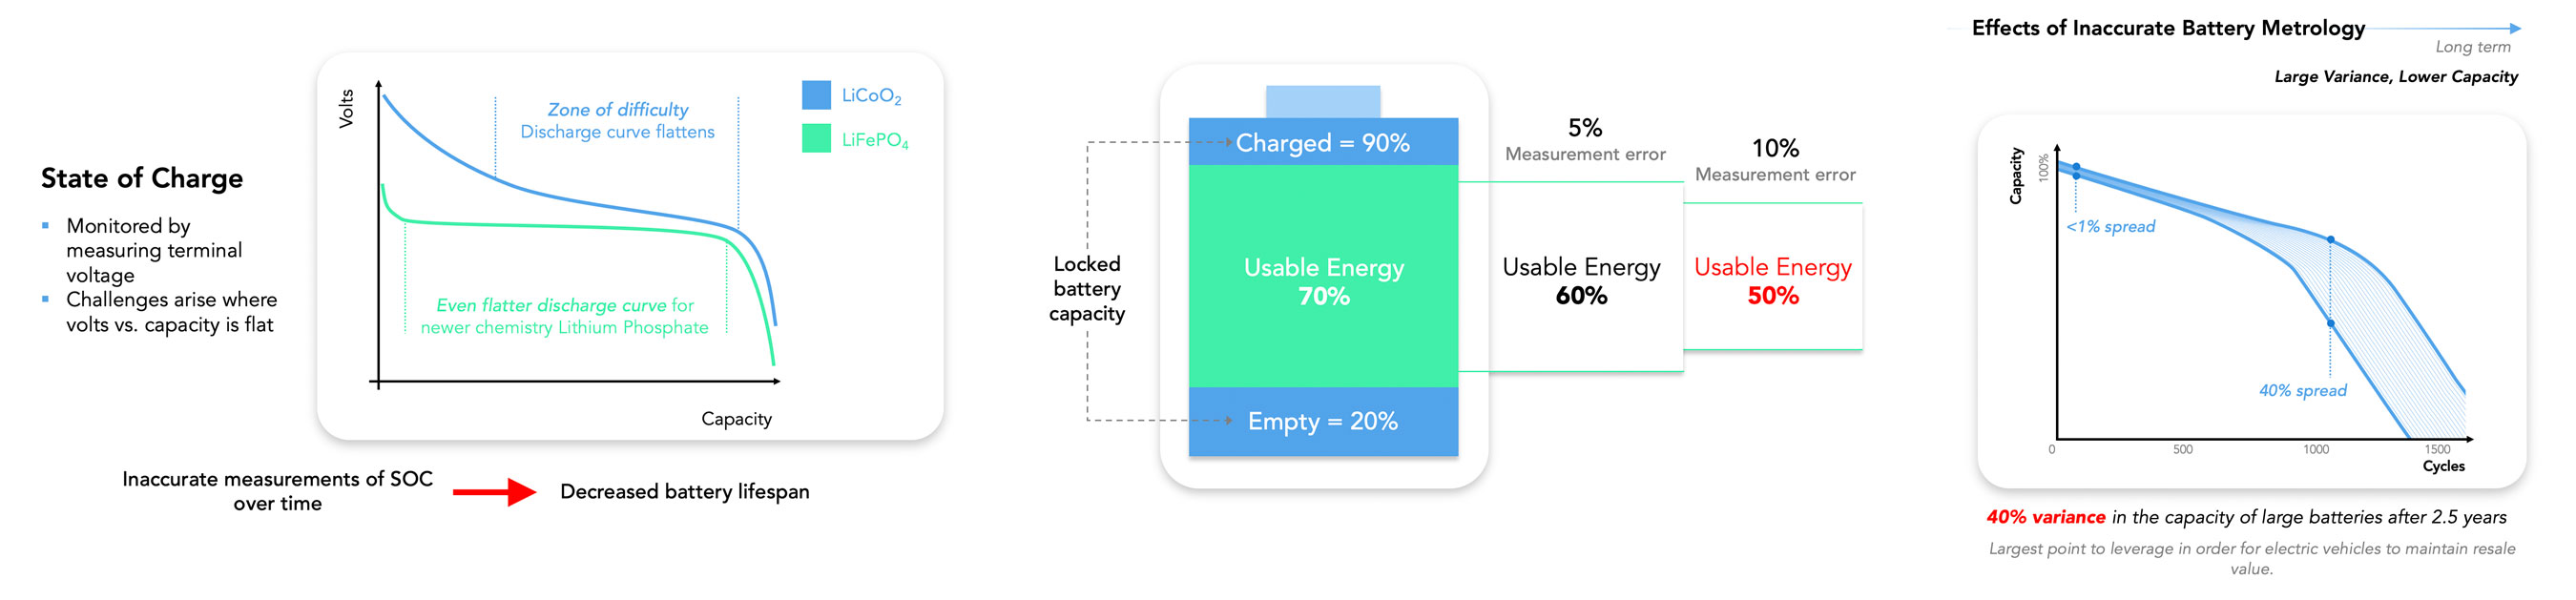 State of Charge
Monitored by
measuring terminal
voltage
Challenges arise where
volts vs. capacity is flat
Volts
Zone of difficulty
Discharge curve flattens
LiCoO₂
LiFePO₄
Even flatter discharge curve for
newer chemistry Lithium Phosphate
Capacity
Inaccurate measurements of SOC
over time
Decreased battery lifespan
Locked
battery
capacity
Charged = 90%
Usable Energy
70%
Empty = 20%
5%
Measurement error
Usable Energy
60%
10%
Measurement error
Usable Energy
50%
Effects of Inaccurate Battery Metrology
Long term
Large Variance, Lower Capacity
Capacity
100%
<1% spread
40% spread
0 500 1000 1500
Cycles
40% variance in the capacity of large batteries after 2.5 years
Largest point to leverage in order for electric vehicles to maintain resale
value.